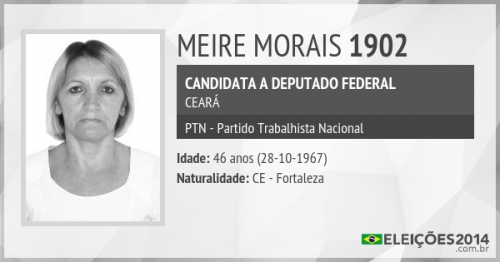 MEIRE MORAIS 1902
CANDIDATA A DEPUTADO FEDERAL
CEARÁ
PTN - Partido Trabalhista Nacional
Idade: 46 anos (28-10-1967)
Naturalidade: CE - Fortaleza
ELEIÇÕES2014
.com.br